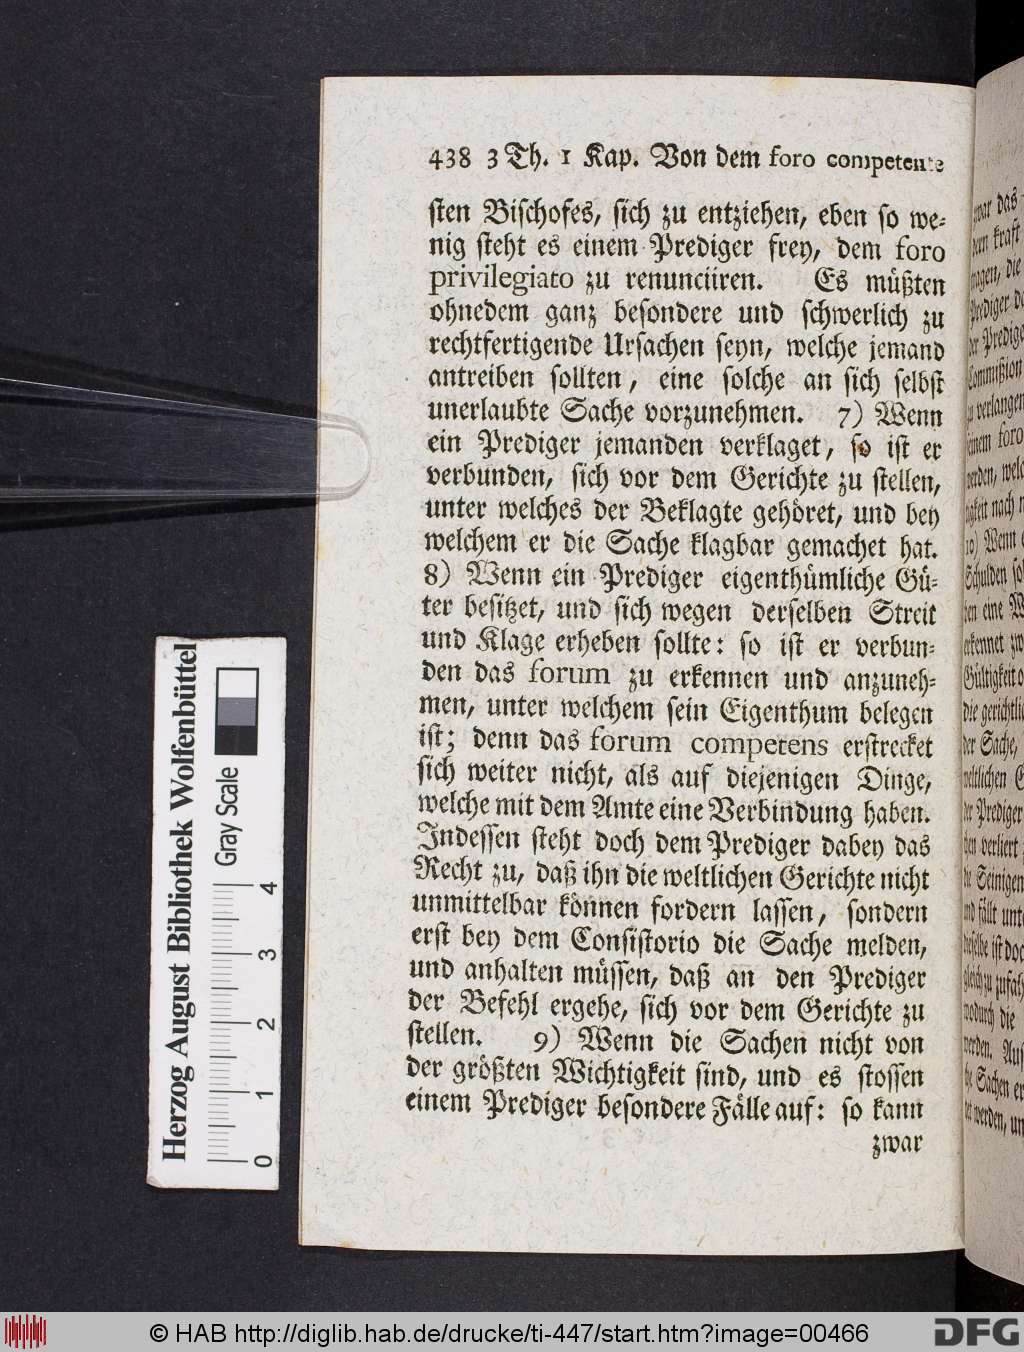 438 3 Th. 1 Kap. Von dem foro competente
sten Bischofes, sich zu entziehen, eben so we-
nig steht es einem Prediger frey, dem foro
privilegiato zu renunciiren. Es müßten
ohnedem ganz besondere und schwerlich zu
rechtfertigende Ursachen seyn, welche jemand
antreiben sollten, eine solche an sich selbst
unerlaubte Sache vorzunehmen. 7) Wenn
ein Prediger jemanden verklaget, so ist er
verbunden, sich vor dem Gerichte zu stellen,
unter welches der Beklagte gehöret, und bey
welchem er die Sache klagbar gemachet hat.
8) Wenn ein Prediger eigenthümliche Gü-
ter besitzet, und sich wegen derselben Streit
und Klage erheben sollte: so ist er verbun-
den das forum zu erkennen und anzuneh-
men, unter welchem sein Eigenthum belegen
ist; denn das forum competens erstrecket
sich weiter nicht, als auf diejenigen Dinge,
welche mit dem Amte eine Verbindung haben.
Indessen steht doch dem Prediger dabey das
Recht zu, daß ihn die weltlichen Gerichte nicht
unmittelbar können fordern lassen, sondern
erst bey dem Consistorio die Sache melden,
und anhalten müssen, daß an den Prediger
der Befehl ergehe, sich vor dem Gerichte zu
stellen. 9) Wenn die Sachen nicht von
der größten Wichtigkeit sind, und es stossen
einem Prediger besondere Fälle auf: so kann
zwar
Herzog August Bibliothek Wolfenbüttel
Gray Scale
0 1 2 3 4
© HAB http://diglib.hab.de/drucke/ti-447/start.htm?image=00466
DFG